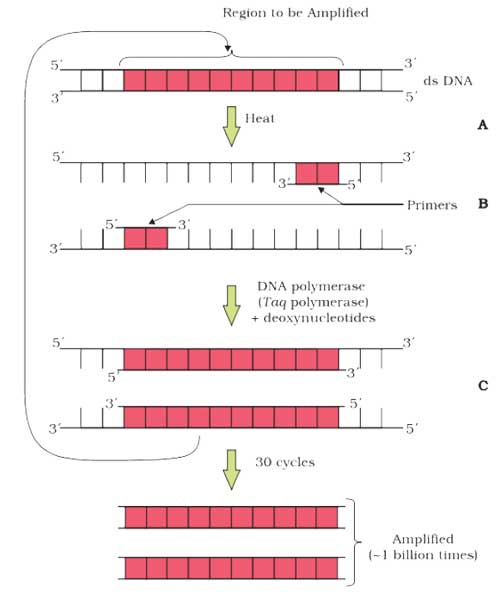 Region to be Amplified
5′ 3′
ds DNA
3′ 5′
Heat
A
5′ 3′
3′ 5′
Primers
B
5′ 3′
3′ 5′
DNA polymerase
(Taq polymerase)
+ deoxynucleotides
5′ 3′
5′ 3′
C
3′ 5′
3′ 5′
30 cycles
Amplified
(~1 billion times)